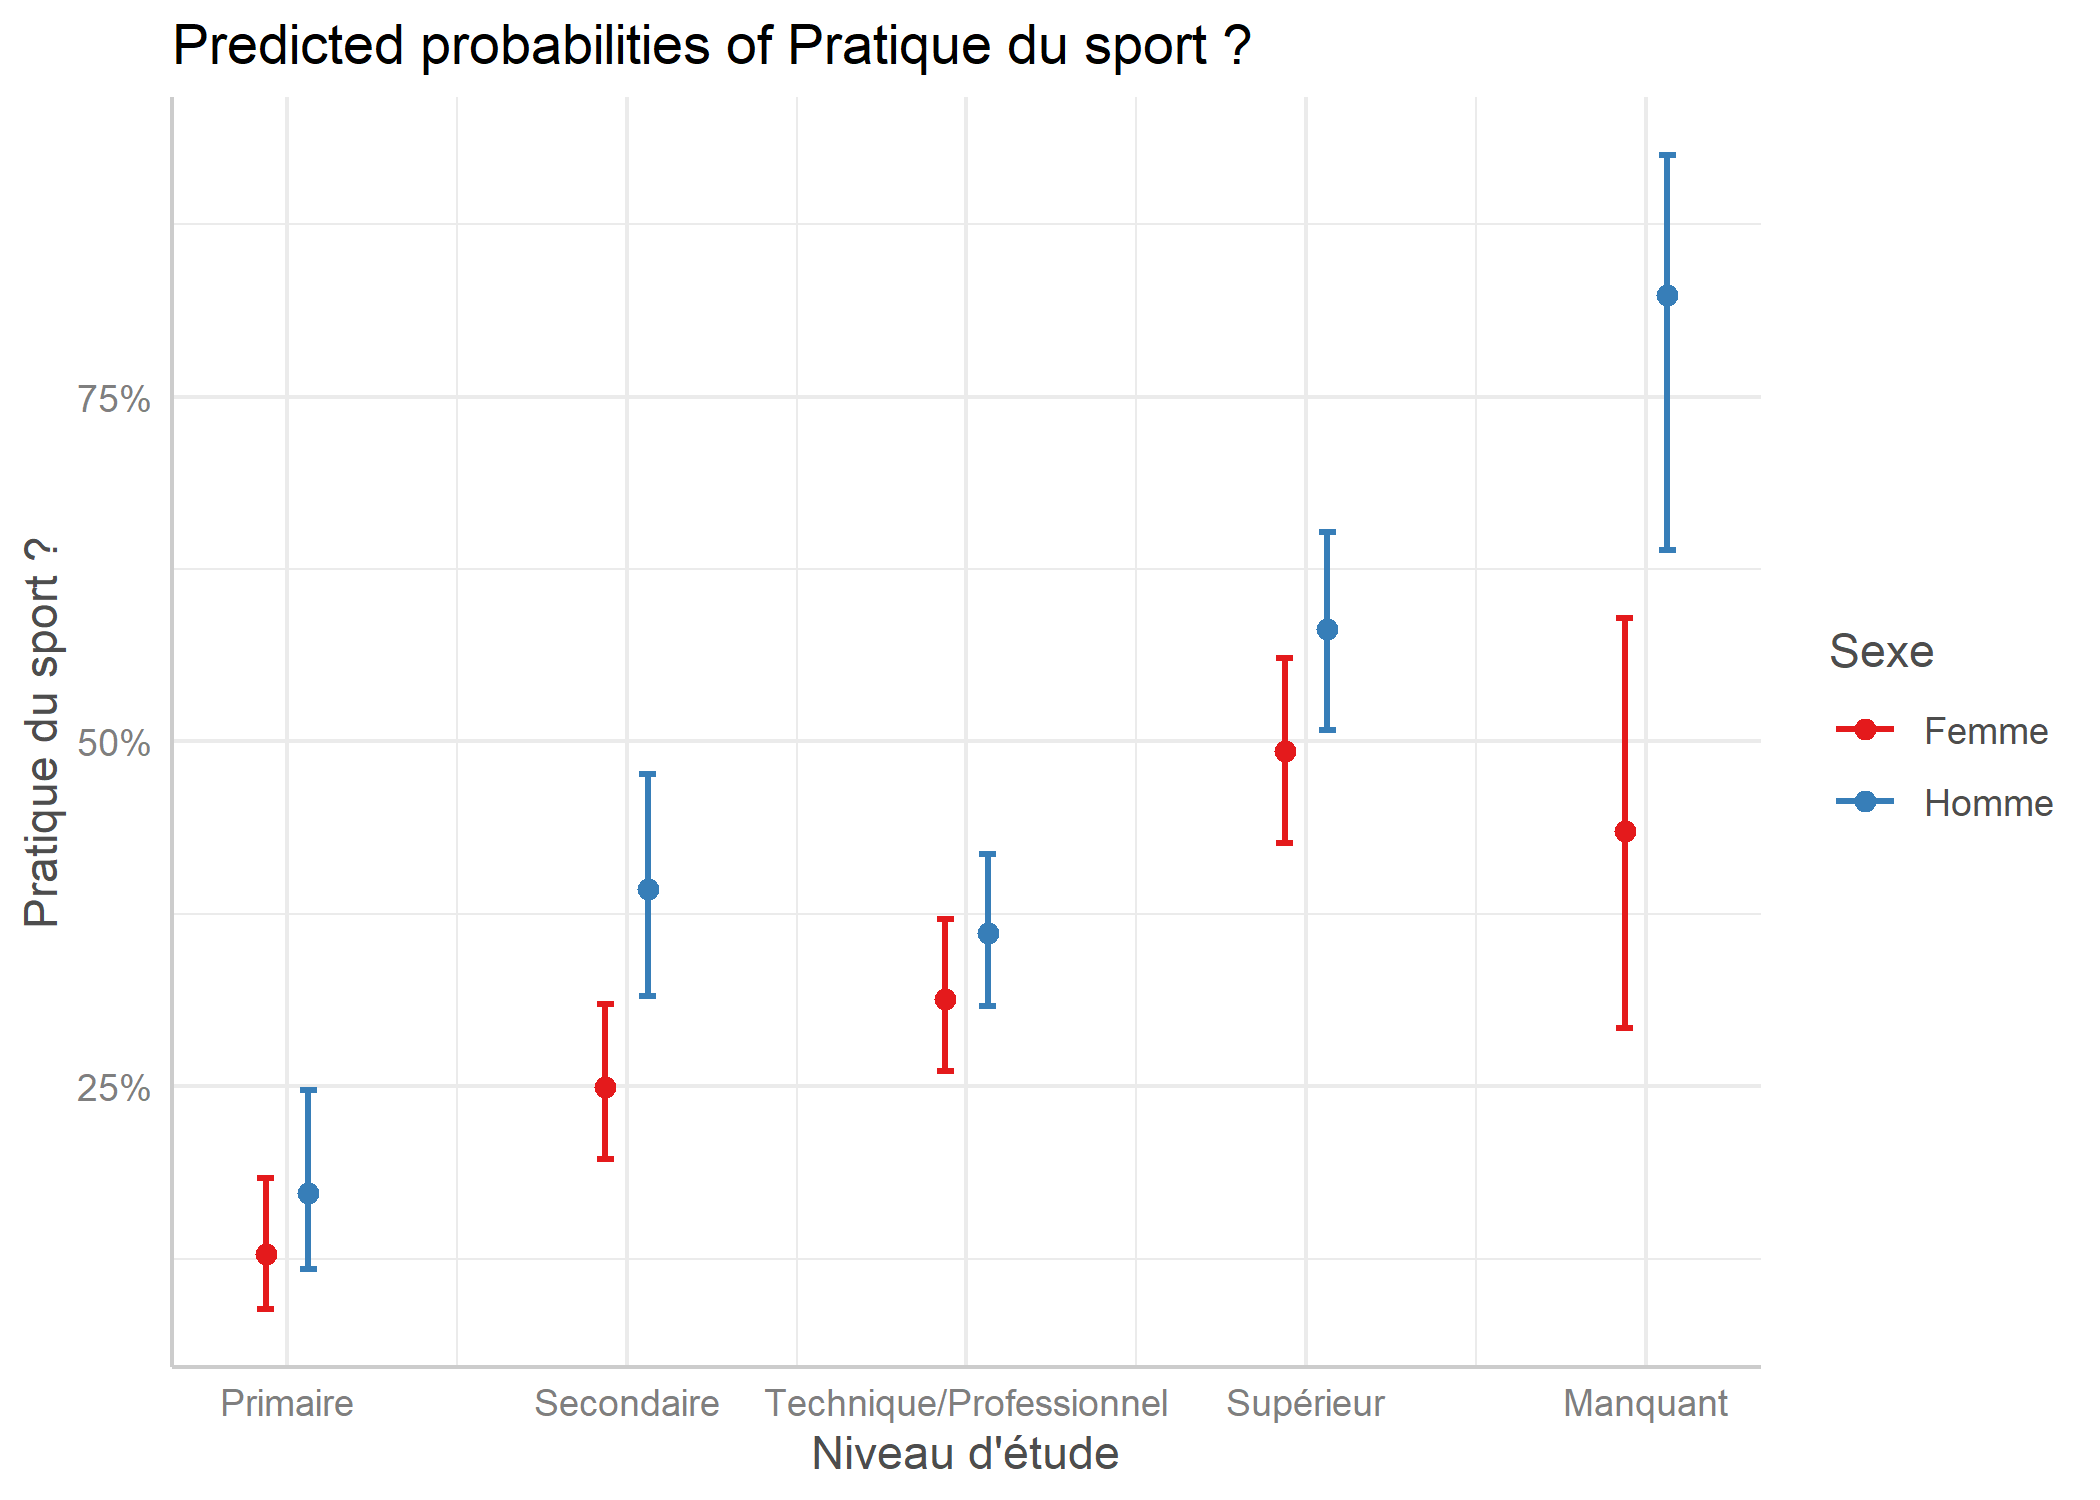 Predicted probabilities of Pratique du sport ?
Pratique du sport ?
75%
50%
25%
Primaire
Secondaire
Technique/Professionnel
Supérieur
Manquant
Niveau d'étude
Sexe
Femme
Homme